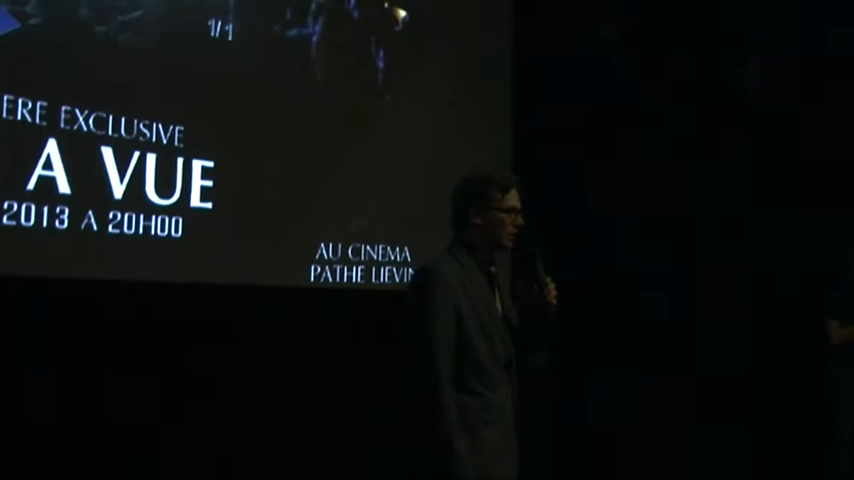 1/1
ERE EXCLUSIVE
A VUE
2013 A 20H00
AU CINEMA
PATHE LIEVIN